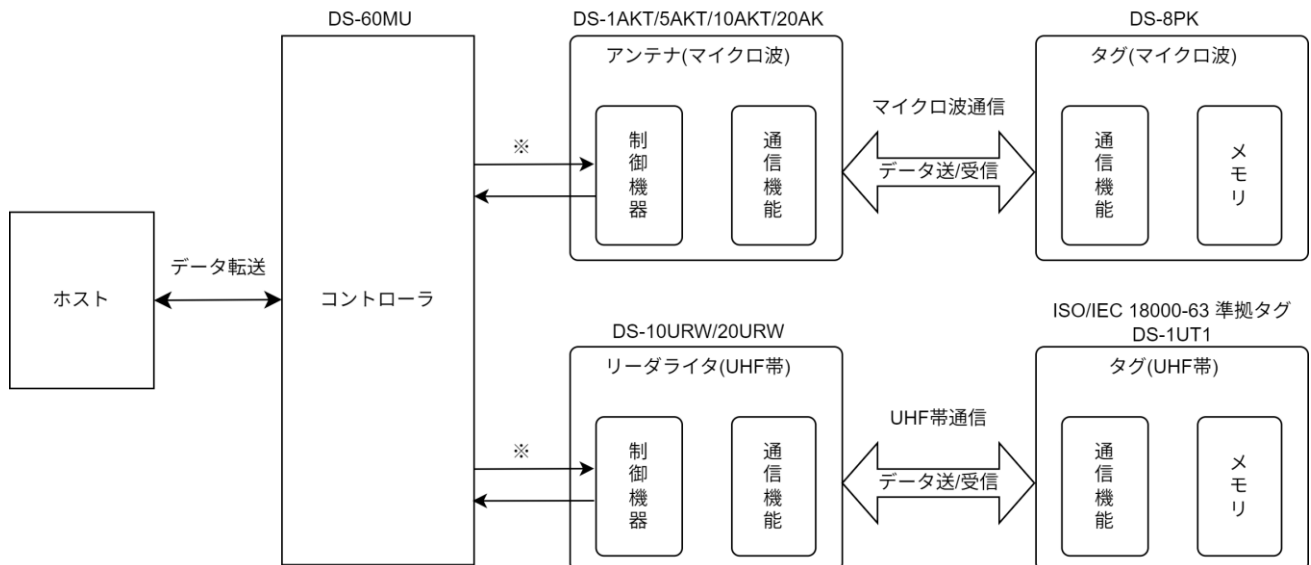 DS-60MU
DS-1AKT/5AKT/10AKT/20AK
DS-8PK
アンテナ(マイクロ波)
タグ(マイクロ波)
マイクロ波通信
※
制御機器
通信機能
データ送/受信
通信機能
メモリ
データ転送
ホスト
コントローラ
ISO/IEC 18000-63 準拠タグ
DS-10URW/20URW
DS-1UT1
リーダライタ(UHF帯)
タグ(UHF帯)
UHF帯通信
※
制御機器
通信機能
データ送/受信
通信機能
メモリ